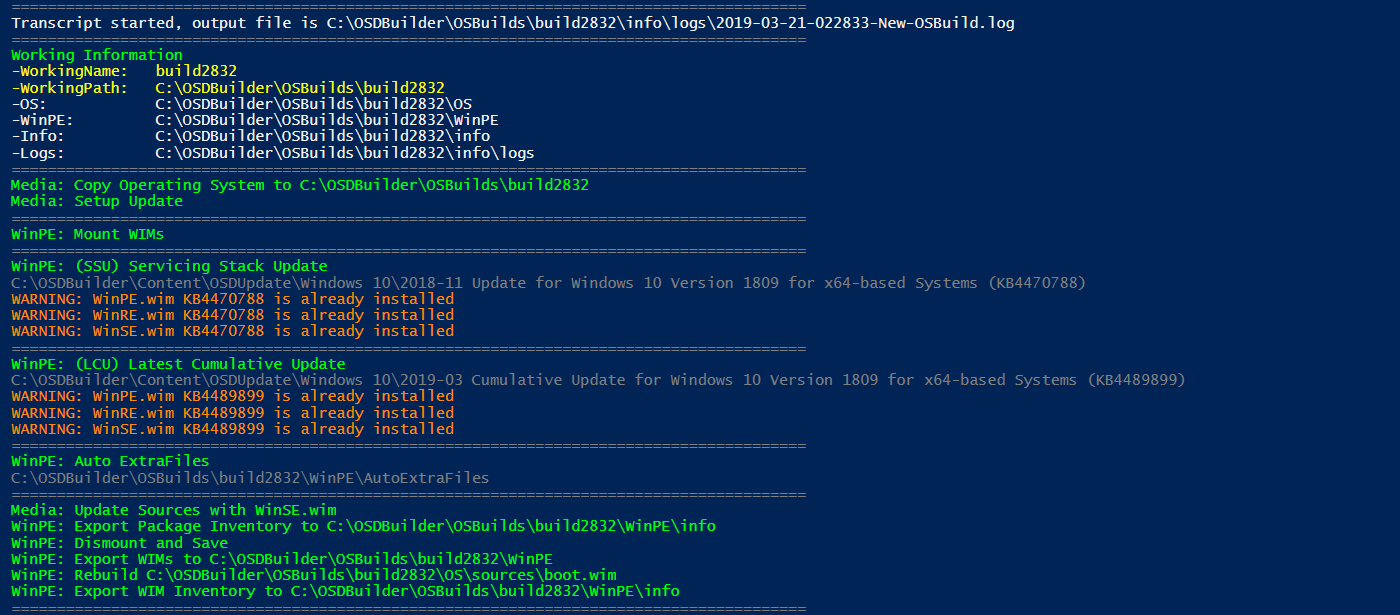 ========================================================================================
Transcript started, output file is C:\OSDBuilder\OSBuilds\build2832\info\logs\2019-03-21-022833-New-OSBuild.log
========================================================================================
Working Information
-WorkingName:   build2832
-WorkingPath:   C:\OSDBuilder\OSBuilds\build2832
-OS:            C:\OSDBuilder\OSBuilds\build2832\OS
-WinPE:         C:\OSDBuilder\OSBuilds\build2832\WinPE
-Info:          C:\OSDBuilder\OSBuilds\build2832\info
-Logs:          C:\OSDBuilder\OSBuilds\build2832\info\logs
========================================================================================
Media: Copy Operating System to C:\OSDBuilder\OSBuilds\build2832
Media: Setup Update
========================================================================================
WinPE: Mount WIMs
========================================================================================
WinPE: (SSU) Servicing Stack Update
C:\OSDBuilder\Content\OSDUpdate\Windows 10\2018-11 Update for Windows 10 Version 1809 for x64-based Systems (KB4470788)
WARNING: WinPE.wim KB4470788 is already installed
WARNING: WinRE.wim KB4470788 is already installed
WARNING: WinSE.wim KB4470788 is already installed
========================================================================================
WinPE: (LCU) Latest Cumulative Update
C:\OSDBuilder\Content\OSDUpdate\Windows 10\2019-03 Cumulative Update for Windows 10 Version 1809 for x64-based Systems (KB4489899)
WARNING: WinPE.wim KB4489899 is already installed
WARNING: WinRE.wim KB4489899 is already installed
WARNING: WinSE.wim KB4489899 is already installed
========================================================================================
WinPE: Auto ExtraFiles
C:\OSDBuilder\OSBuilds\build2832\WinPE\AutoExtraFiles
========================================================================================
Media: Update Sources with WinSE.wim
WinPE: Export Package Inventory to C:\OSDBuilder\OSBuilds\build2832\WinPE\info
WinPE: Dismount and Save
WinPE: Export WIMs to C:\OSDBuilder\OSBuilds\build2832\WinPE
WinPE: Rebuild C:\OSDBuilder\OSBuilds\build2832\OS\sources\boot.wim
WinPE: Export WIM Inventory to C:\OSDBuilder\OSBuilds\build2832\WinPE\info
========================================================================================